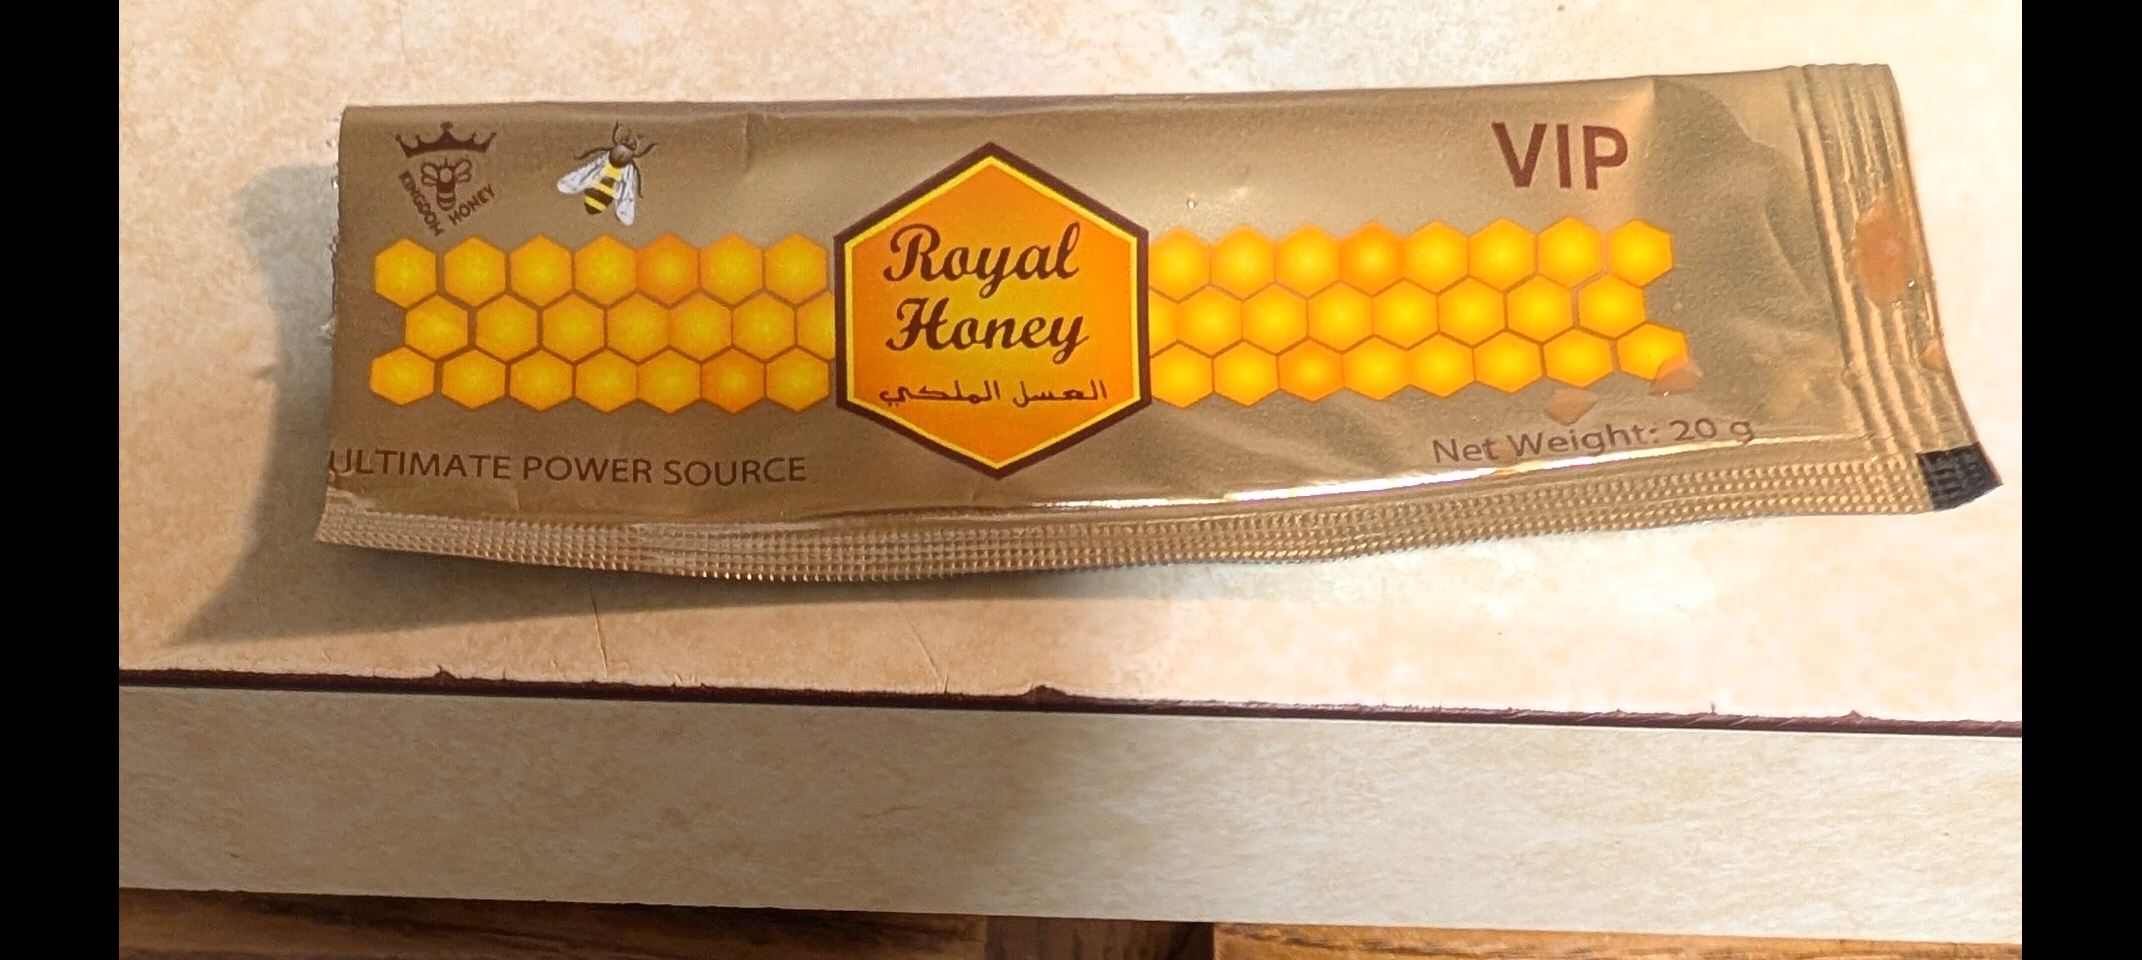 KINGDOM HONEY
VIP
Royal
Honey
العسل الملكي
ULTIMATE POWER SOURCE
Net Weight: 20 g